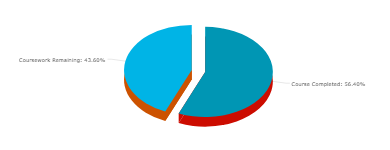 Coursework Remaining: 43.60%
Course Completed: 56.40%